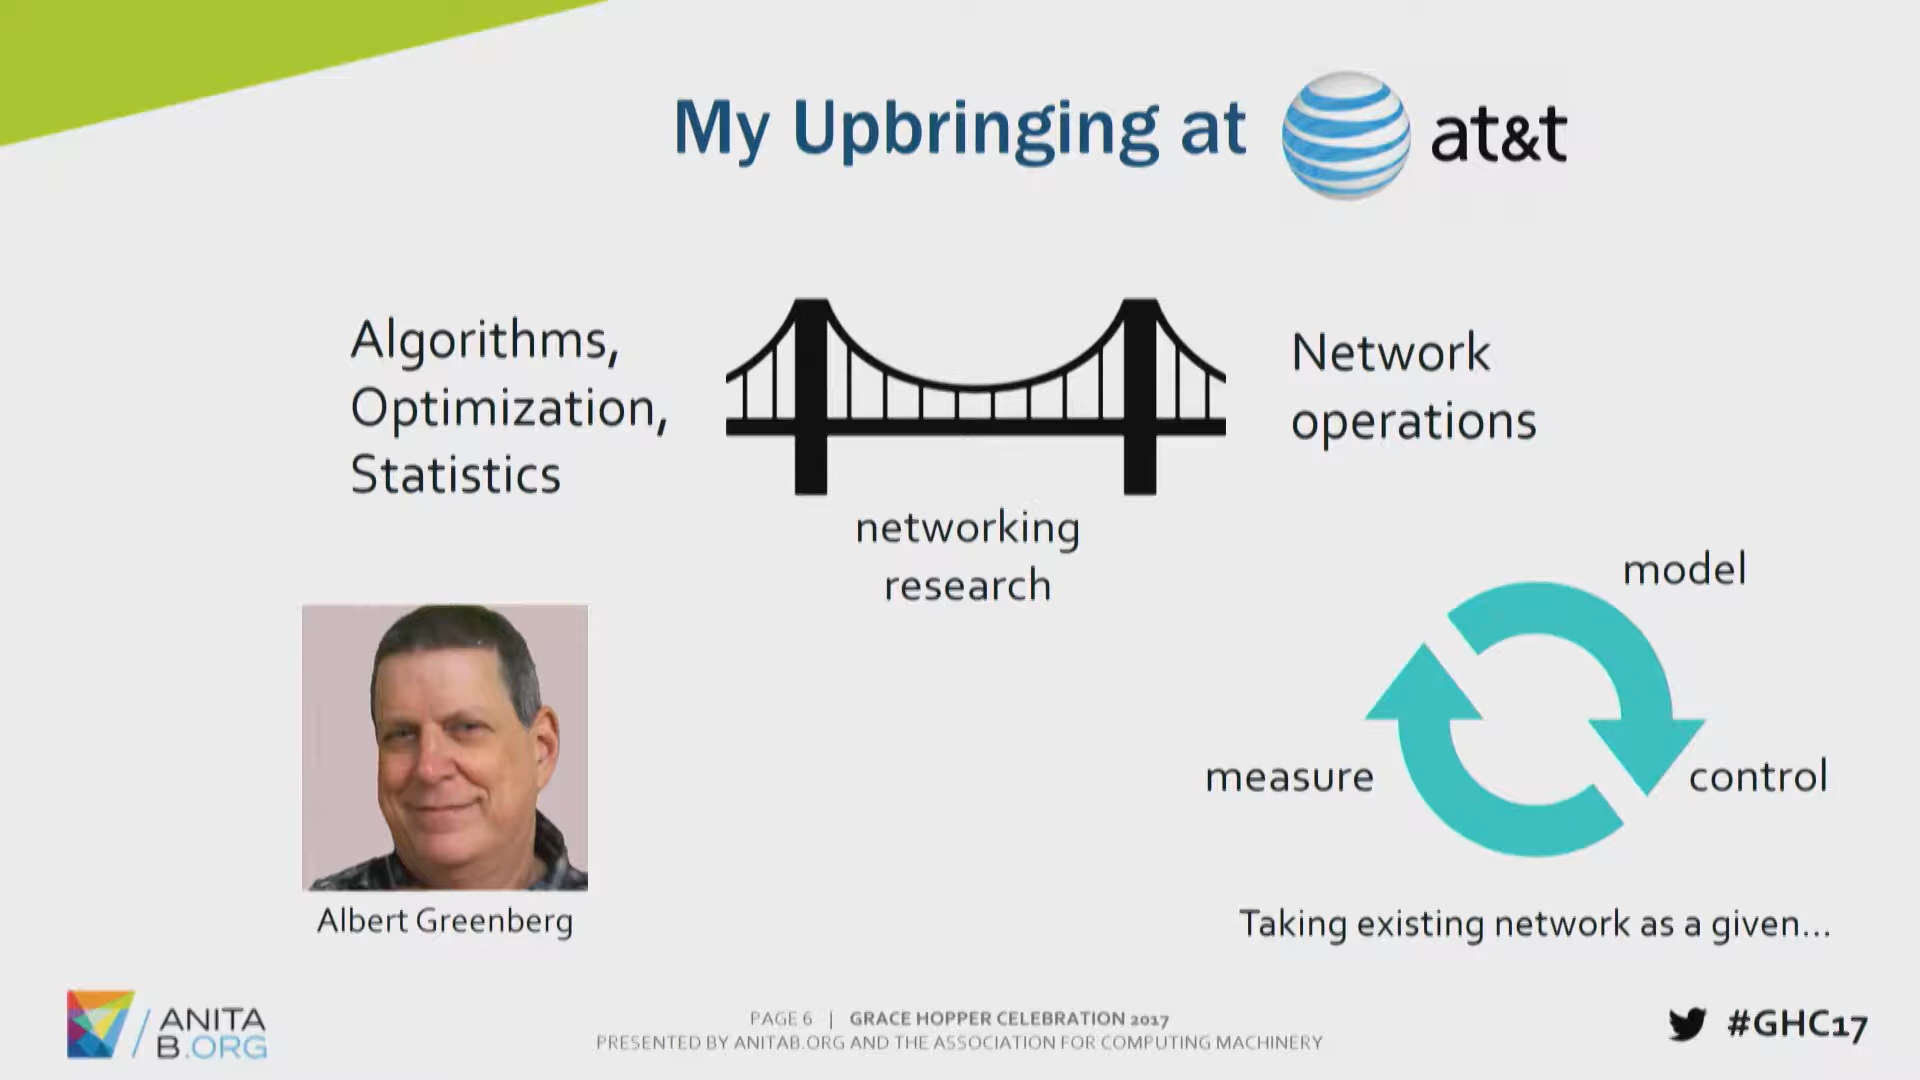 My Upbringing at at&t
Algorithms,
Optimization,
Statistics
Network
operations
networking
research
model
measure
control
Albert Greenberg
Taking existing network as a given...
ANITA
B.ORG
PAGE 6 | GRACE HOPPER CELEBRATION 2017
PRESENTED BY ANITAB.ORG AND THE ASSOCIATION FOR COMPUTING MACHINERY
#GHC17